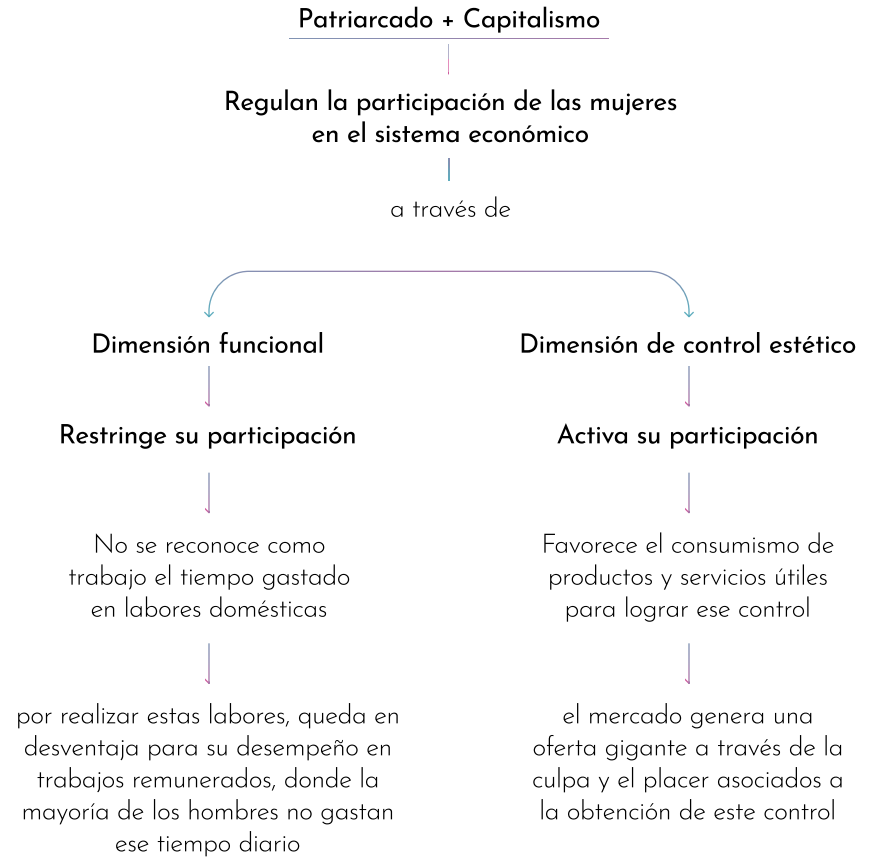 Patriarcado + Capitalismo
Regulan la participación de las mujeres
en el sistema económico
a través de
Dimensión funcional
Restringe su participación
No se reconoce como
trabajo el tiempo gastado
en labores domésticas
por realizar estas labores, queda en
desventaja para su desempeño en
trabajos remunerados, donde la
mayoría de los hombres no gastan
ese tiempo diario
Dimensión de control estético
Activa su participación
Favorece el consumismo de
productos y servicios útiles
para lograr ese control
el mercado genera una
oferta gigante a través de la
culpa y el placer asociados a
la obtención de este control